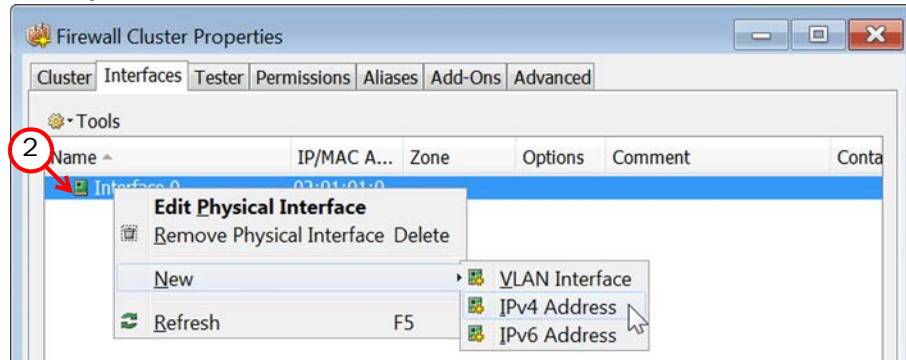 Firewall Cluster Properties
Cluster Interfaces Tester Permissions Aliases Add-Ons Advanced
Tools
2
Name IP/MAC A... Zone Options Comment Conta
Interface 0 02:01:01:0
Edit Physical Interface
Remove Physical Interface Delete
New VLAN Interface
IPv4 Address
Refresh F5 IPv6 Address